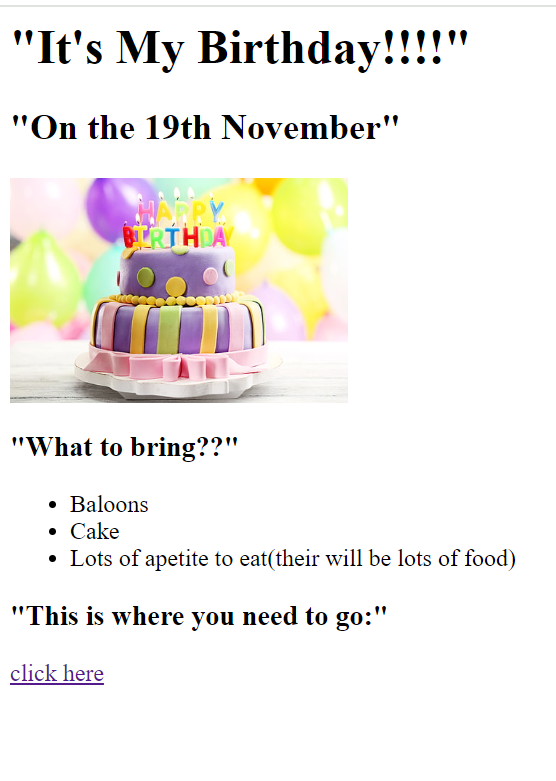 "It's My Birthday!!!!"
"On the 19th November"
HAPPY
BIRTHDAY
"What to bring??"
Baloons
Cake
Lots of apetite to eat(their will be lots of food)
"This is where you need to go:"
click here